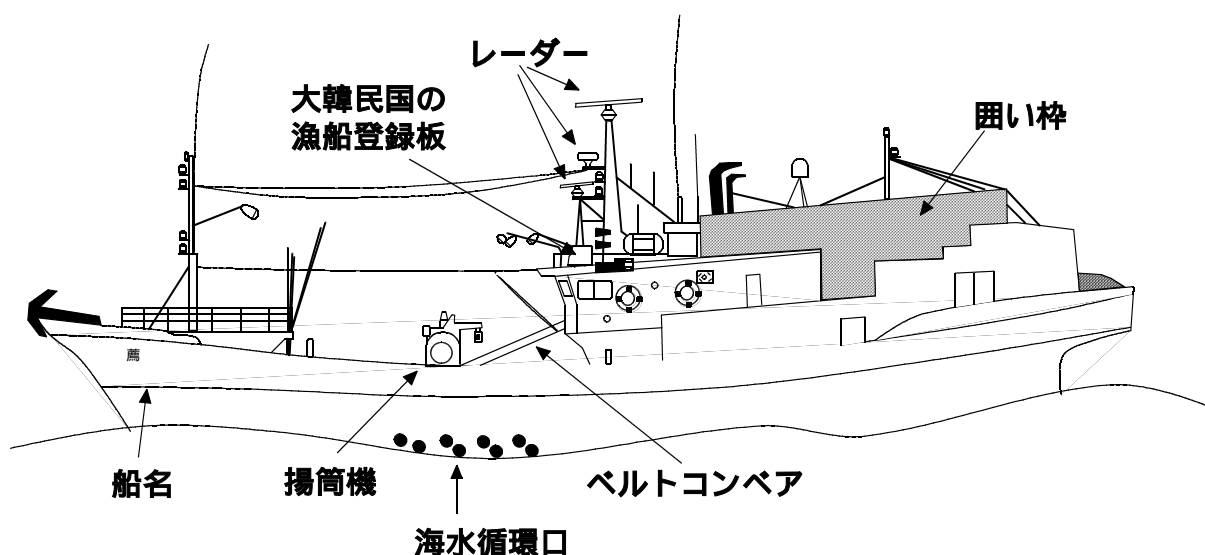 レーダー
大韓民国の
漁船登録板
囲い枠
薦
船名
揚筒機
ベルトコンベア
海水循環口